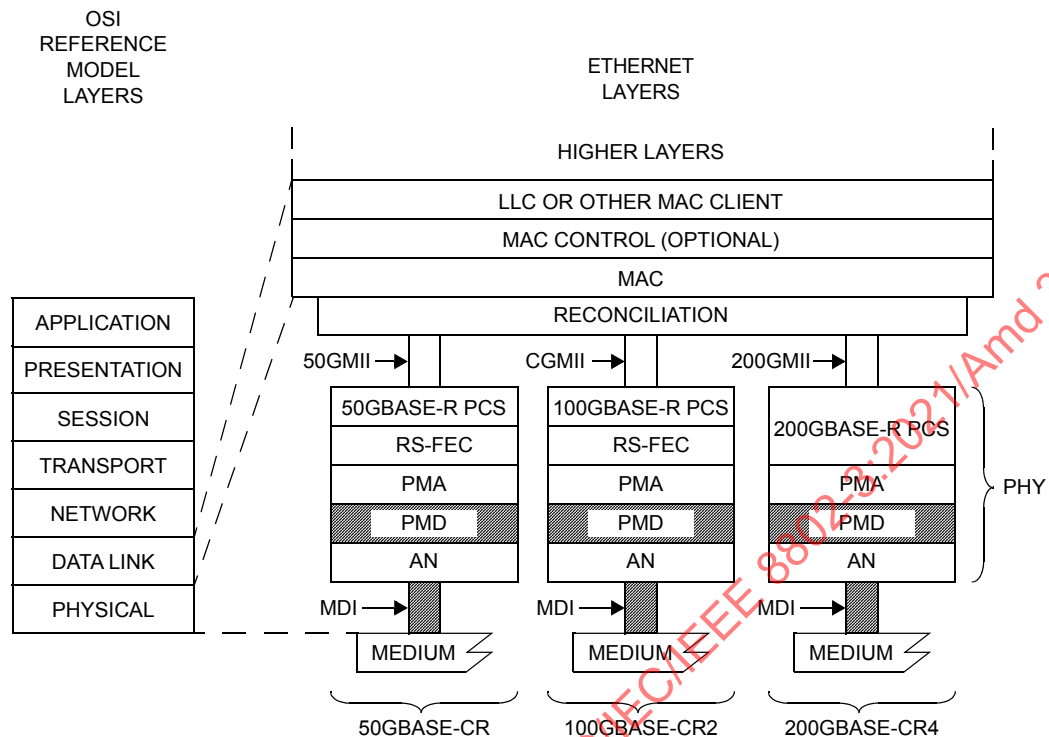 OSI
REFERENCE
MODEL
LAYERS
ETHERNET
LAYERS
HIGHER LAYERS
LLC OR OTHER MAC CLIENT
MAC CONTROL (OPTIONAL)
MAC
RECONCILIATION
APPLICATION
PRESENTATION
SESSION
TRANSPORT
NETWORK
DATA LINK
PHYSICAL
50GMII
CGMII
200GMII
50GBASE-R PCS
RS-FEC
PMA
PMD
AN
100GBASE-R PCS
RS-FEC
PMA
PMD
AN
200GBASE-R PCS
PMA
PMD
AN
PHY
MDI
MDI
MDI
MEDIUM
MEDIUM
MEDIUM
50GBASE-CR
100GBASE-CR2
200GBASE-CR4
IEC/IEEE 8802-3:2021/Amd